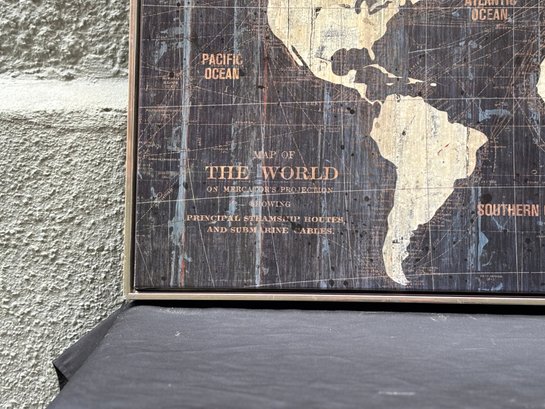 ATLANTIC
OCEAN.
PACIFIC
OCEAN
MAP OF
THE WORLD
ON MERCATOR'S PROJECTION
SHOWING
PRINCIPAL STEAMSHIP ROUTES
AND SUBMARINE CABLES.
SOUTHERN